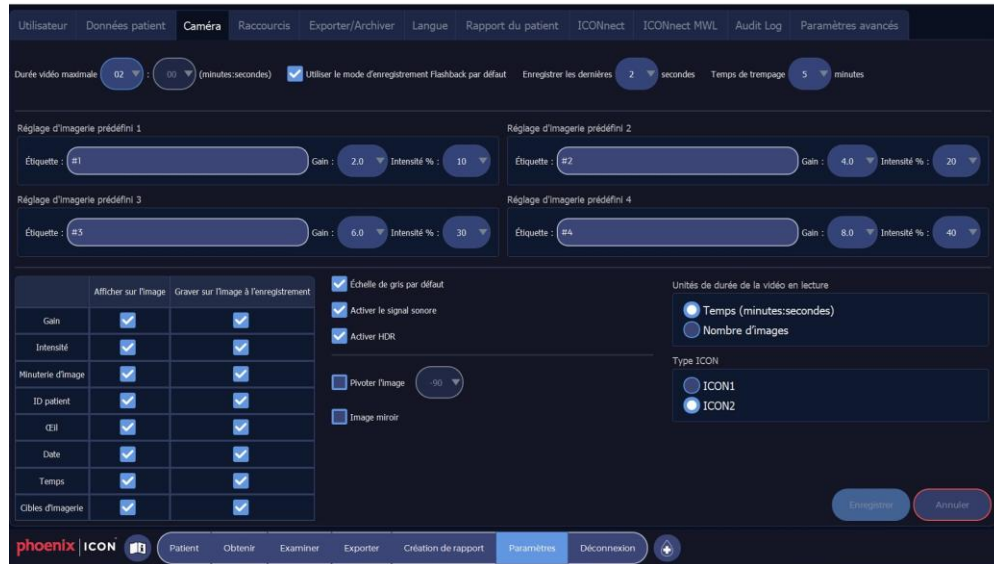 Utilisateur Données patient Caméra Raccourcis Exporter/Archiver Langue Rapport du patient ICONnect ICONnect MWL Audit Log Paramètres avancés
Durée vidéo maximale 02 : 00 (minutes:secondes) Utiliser le mode d'enregistrement Flashback par défaut Enregistrer les dernières 2 secondes Temps de trempage 5 minutes
Réglage d'imagerie prédéfini 1 Réglage d'imagerie prédéfini 2
Étiquette : #1 Gain : 2.0 Intensité % : 10 Étiquette : #2 Gain : 4.0 Intensité % : 20
Réglage d'imagerie prédéfini 3 Réglage d'imagerie prédéfini 4
Étiquette : #3 Gain : 6.0 Intensité % : 30 Étiquette : #4 Gain : 8.0 Intensité % : 40
Afficher sur l'image Graver sur l'image à l'enregistrement
Gain
Intensité
Minuterie d'image
ID patient
Œil
Date
Temps
Cibles d'imagerie
Échelle de gris par défaut
Activer le signal sonore
Activer HDR
Pivoter l'image -90
Image miroir
Unités de durée de la vidéo en lecture
Temps (minutes:secondes)
Nombre d'images
Type ICON
ICON1
ICON2
Enregistrer Annuler
phoenix ICON Patient Obtenir Examiner Exporter Création de rapport Paramètres Déconnexion